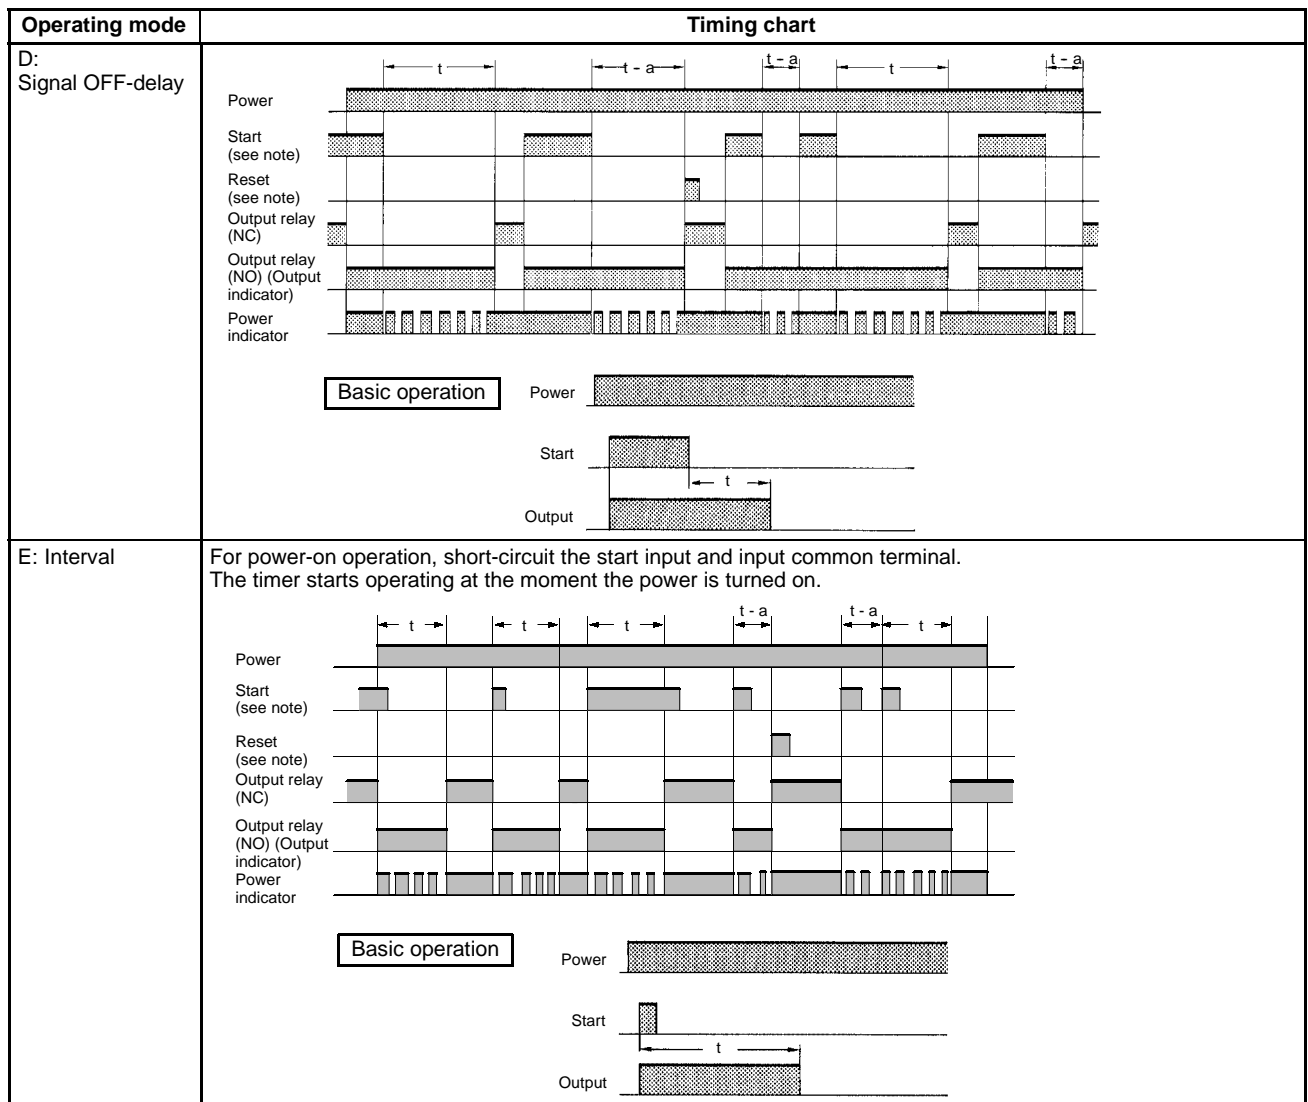 Operating mode
Timing chart
D:
Signal OFF-delay
t
t - a
t - a
t
t - a
Power
Start
(see note)
Reset
(see note)
Output relay
(NC)
Output relay
(NO) (Output
indicator)
Power
indicator
Basic operation
Power
Start
t
Output
E: Interval
For power-on operation, short-circuit the start input and input common terminal.
The timer starts operating at the moment the power is turned on.
t
t
t
t - a
t - a
t
Power
Start
(see note)
Reset
(see note)
Output relay
(NC)
Output relay
(NO) (Output
indicator)
Power
indicator
Basic operation
Power
Start
t
Output